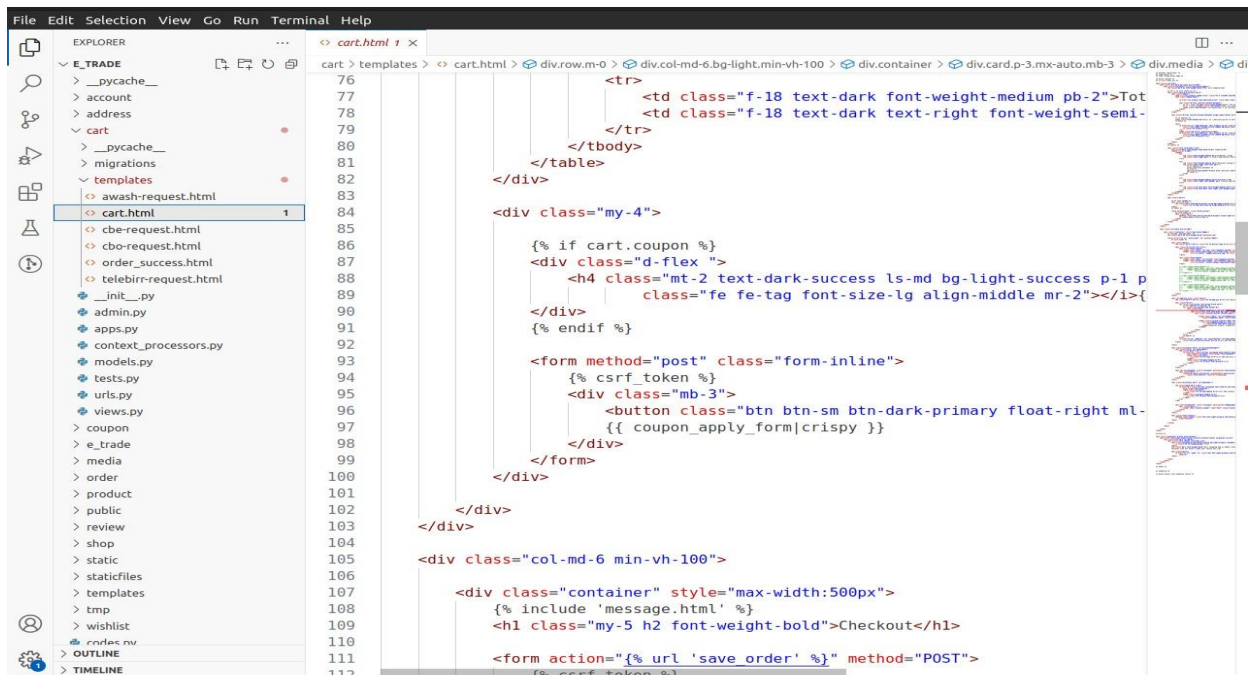 File Edit Selection View Go Run Terminal Help
EXPLORER
E_TRADE
__pycache__
account
address
cart
__pycache__
migrations
templates
awash-request.html
cart.html 1
cbe-request.html
cbo-request.html
order_success.html
telebirr-request.html
__init__.py
admin.py
apps.py
context_processors.py
models.py
tests.py
urls.py
views.py
coupon
e_trade
media
order
product
public
review
shop
static
staticfiles
templates
tmp
wishlist
codes.py
OUTLINE
TIMELINE
1
cart.html 1
cart > templates > cart.html > div.row.m-0 > div.col-md-6.bg-light.min-vh-100 > div.container > div.card.p-3.mx-auto.mb-3 > div.media > di
76 <tr>
77 <td class="f-18 text-dark font-weight-medium pb-2">Tot
78 <td class="f-18 text-dark text-right font-weight-semi-
79 </tr>
80 </tbody>
81 </table>
82 </div>
83
84 <div class="my-4">
85
86 {% if cart.coupon %}
87 <div class="d-flex ">
88 <h4 class="mt-2 text-dark-success ls-md bg-light-success p-1 p
89 class="fe fe-tag font-size-lg align-middle mr-2"></i>{
90 </div>
91 {% endif %}
92
93 <form method="post" class="form-inline">
94 {% csrf_token %}
95 <div class="mb-3">
96 <button class="btn btn-sm btn-dark-primary float-right ml-
97 {{ coupon_apply_form|crispy }}
98 </div>
99 </form>
100 </div>
101
102 </div>
103 </div>
104
105 <div class="col-md-6 min-vh-100">
106
107 <div class="container" style="max-width:500px">
108 {% include 'message.html' %}
109 <h1 class="my-5 h2 font-weight-bold">Checkout</h1>
110
111 <form action="{% url 'save_order' %}" method="POST">
112 {% csrf_token %}